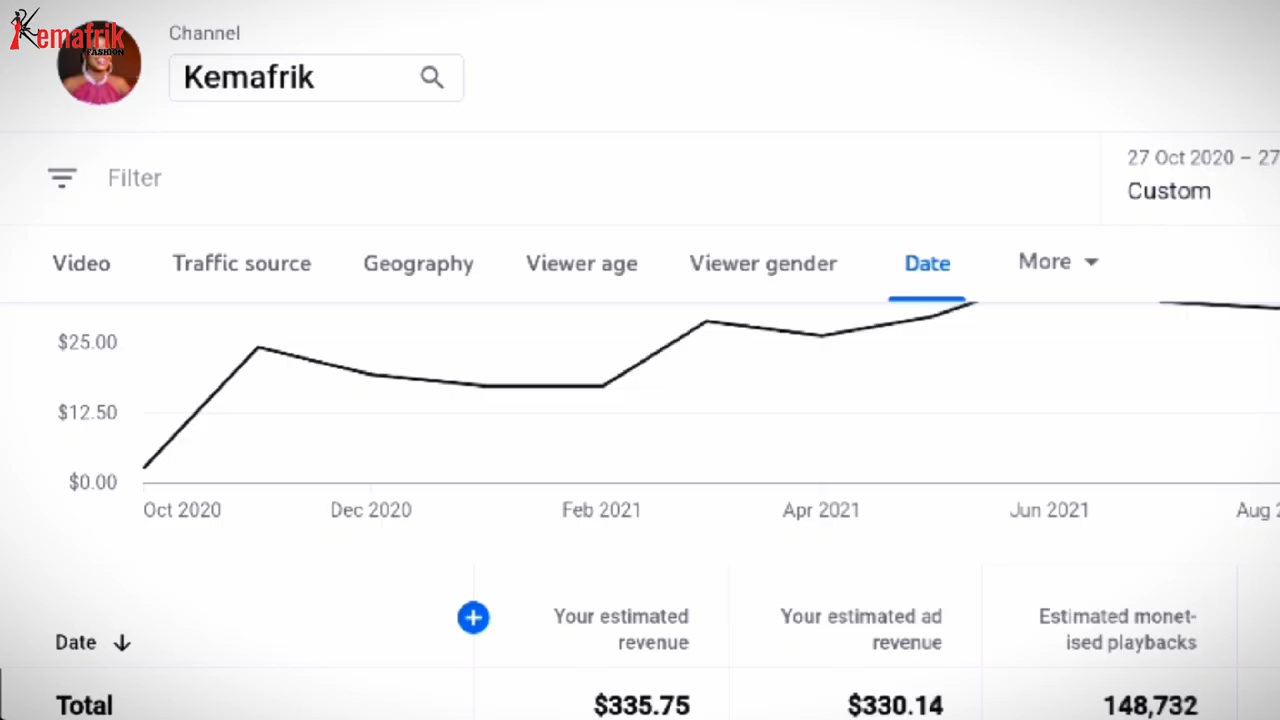 Kemafrik
FASHION
Channel
Kemafrik
Filter
27 Oct 2020 – 27
Custom
Video Traffic source Geography Viewer age Viewer gender Date More
$25.00
$12.50
$0.00
Oct 2020 Dec 2020 Feb 2021 Apr 2021 Jun 2021 Aug 2
Your estimated Your estimated ad Estimated monet-
Date revenue revenue ised playbacks
Total $335.75 $330.14 148,732